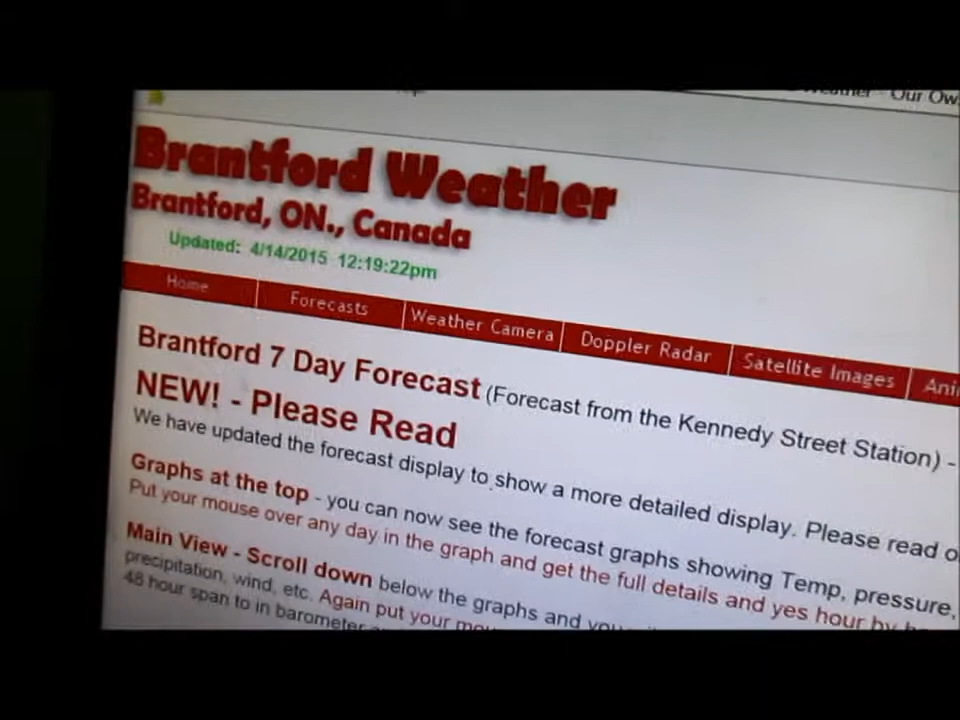 Weather - Our Ow
Brantford Weather
Brantford, ON., Canada
Updated: 4/14/2015 12:19:22pm
Home Forecasts Weather Camera Doppler Radar Satellite Images Ani
Brantford 7 Day Forecast (Forecast from the Kennedy Street Station) -
NEW! - Please Read
We have updated the forecast display to show a more detailed display. Please read o
Graphs at the top - you can now see the forecast graphs showing Temp, pressure,
Put your mouse over any day in the graph and get the full details and yes hour by
Main View - Scroll down below the graphs and
precipitation, wind, etc. Again put your
48 hour span to in barometer